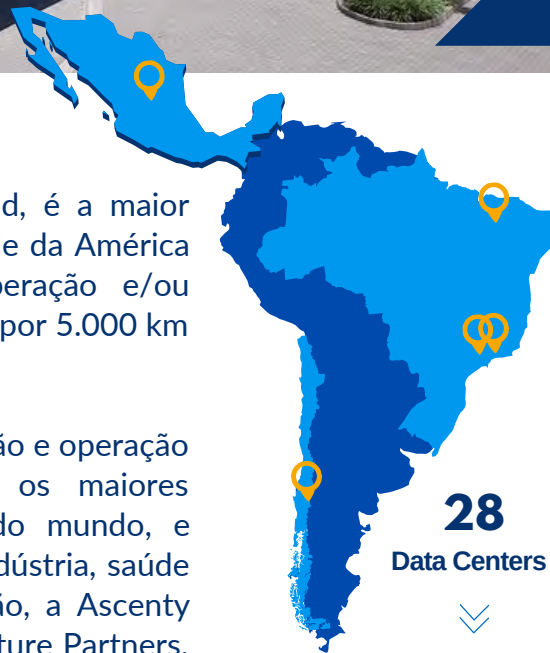 d, é a maior
e da América
eração e/ou
por 5.000 km
ão e operação
os maiores
do mundo, e
dústria, saúde
ão, a Ascenty
ture Partners.
28
Data Centers